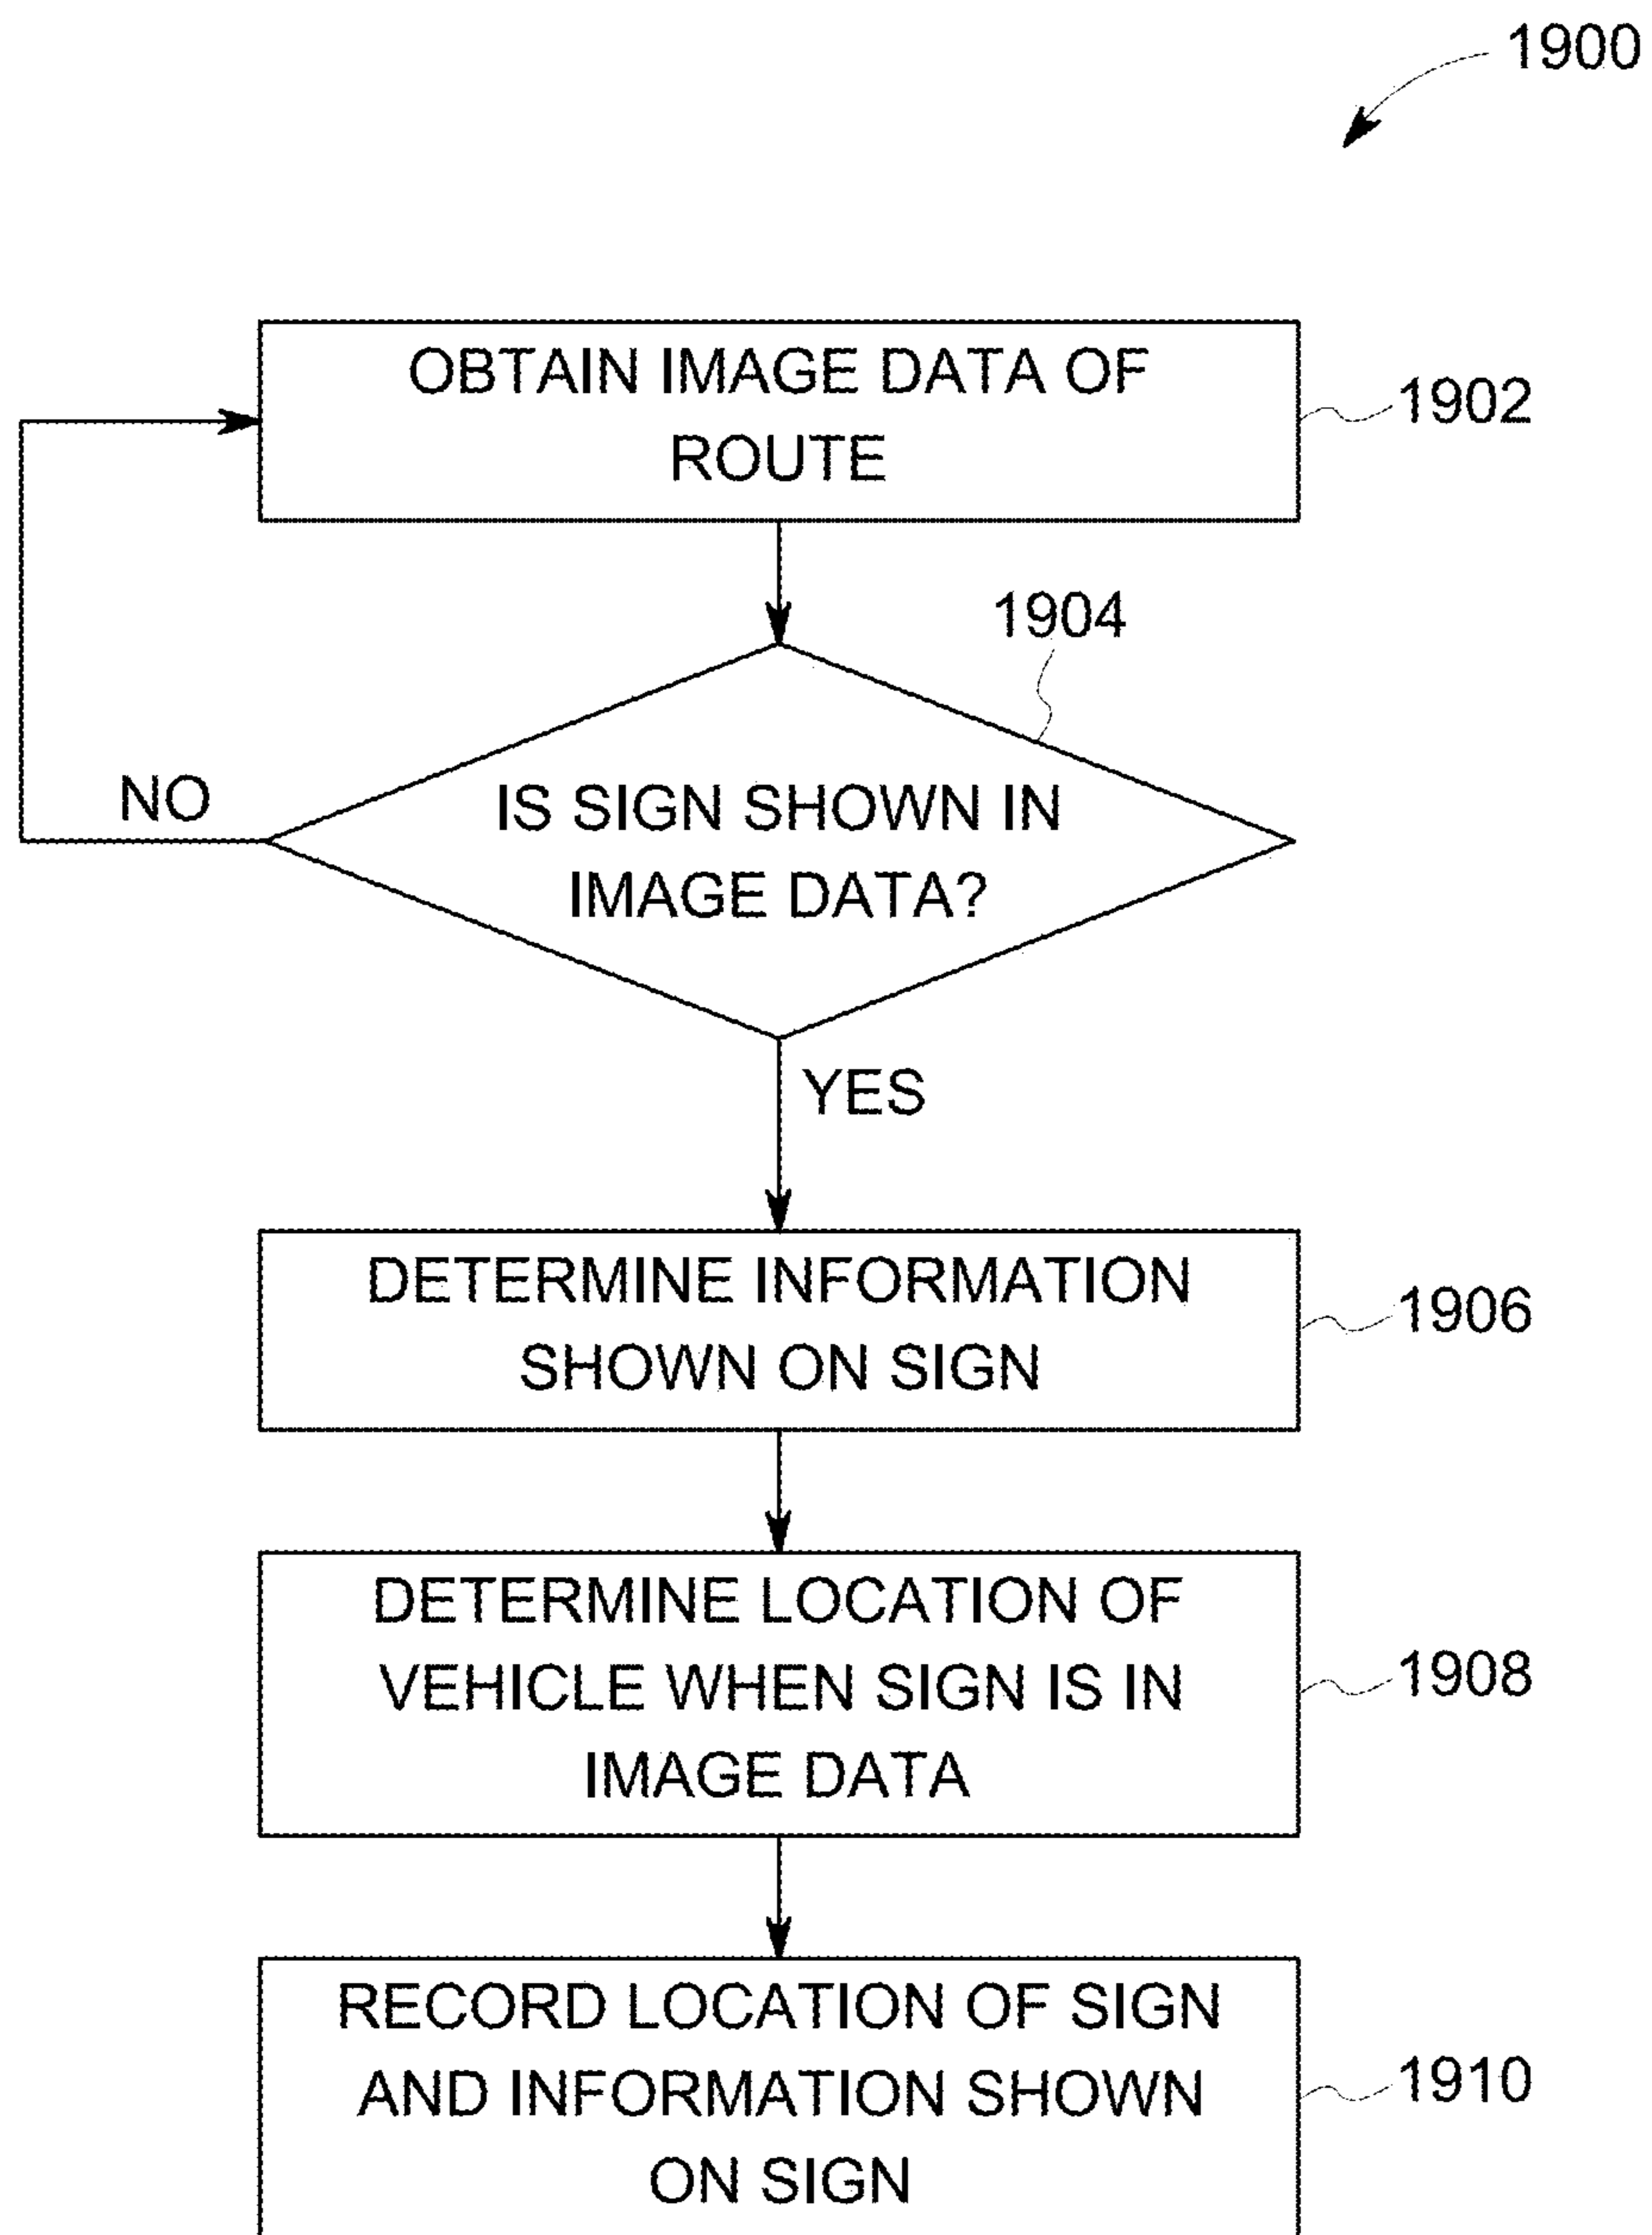 1900
OBTAIN IMAGE DATA OF
ROUTE
1902
1904
IS SIGN SHOWN IN
IMAGE DATA?
NO
YES
DETERMINE INFORMATION
SHOWN ON SIGN
1906
DETERMINE LOCATION OF
VEHICLE WHEN SIGN IS IN
IMAGE DATA
1908
RECORD LOCATION OF SIGN
AND INFORMATION SHOWN
ON SIGN
1910